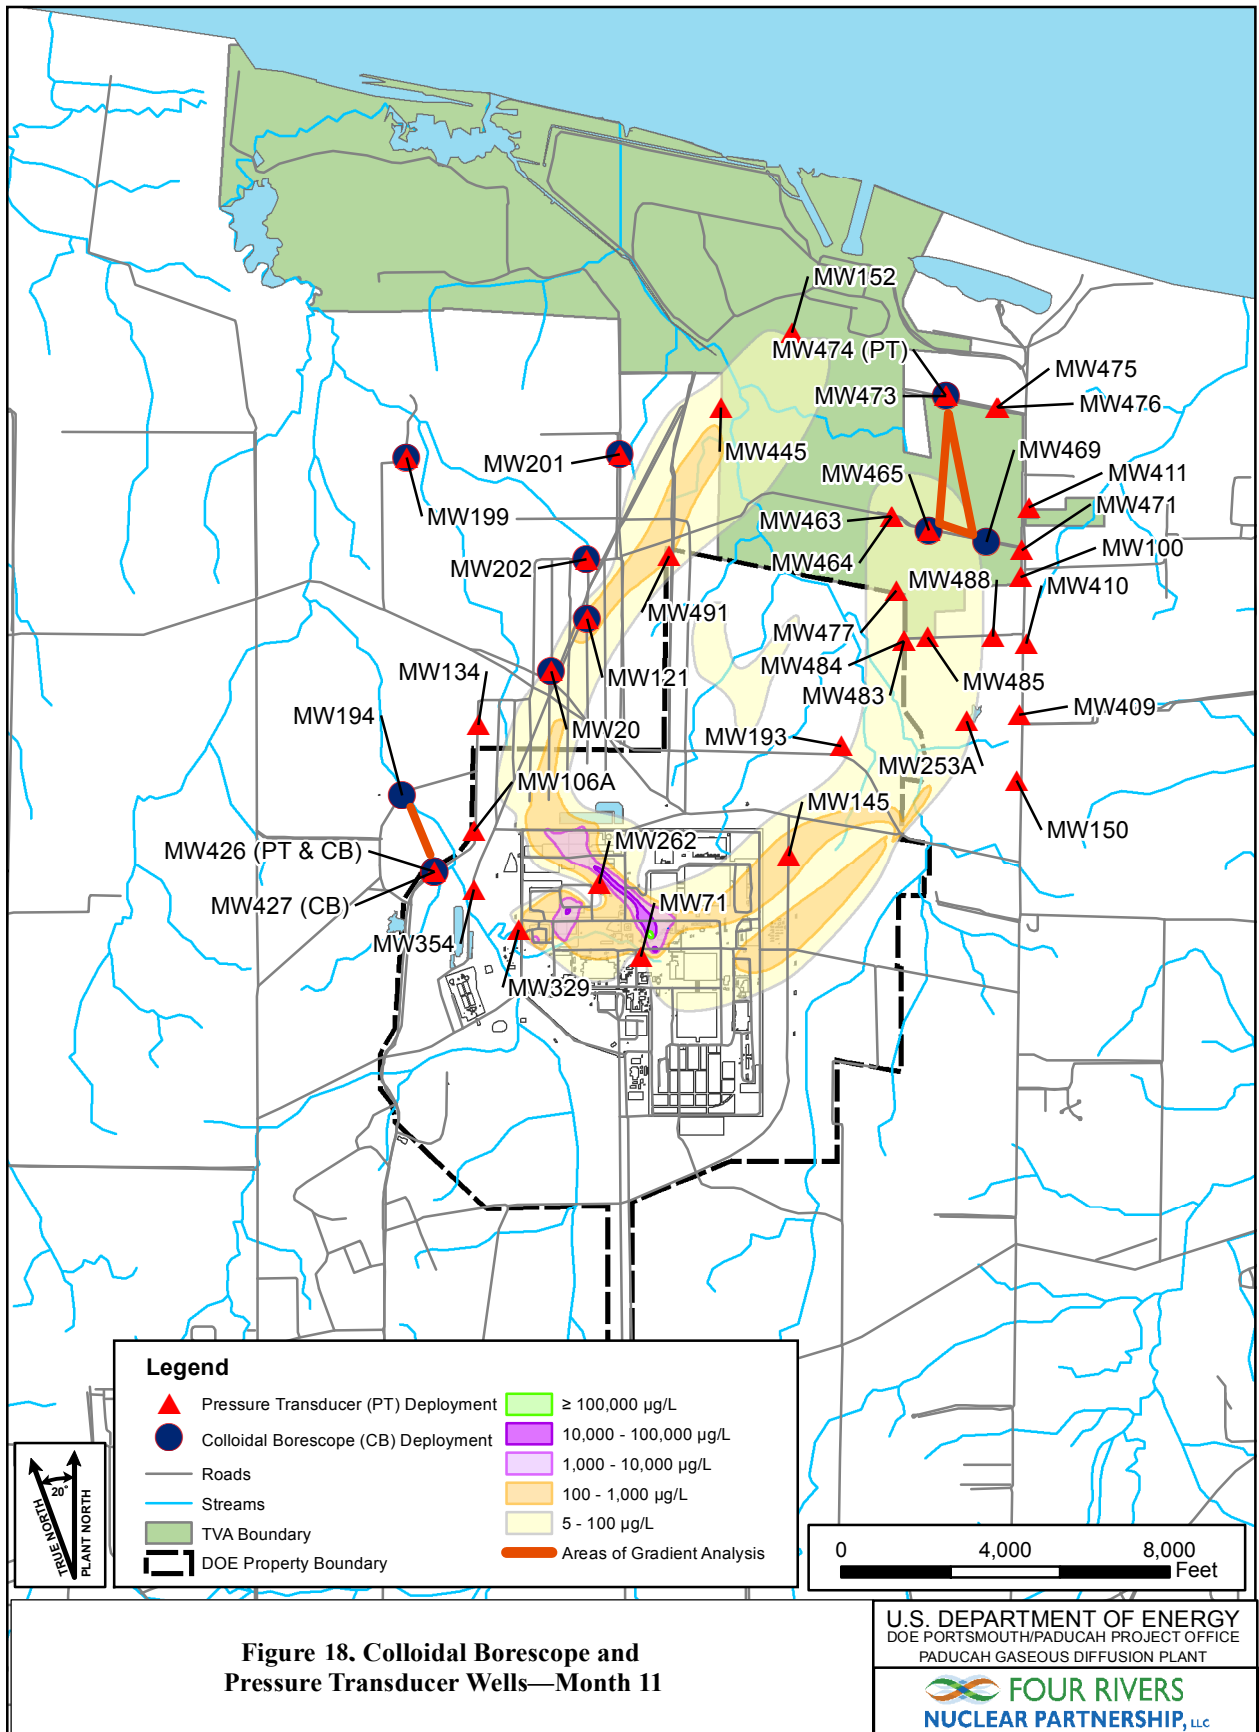 MW152
MW474 (PT)
MW475
MW473
MW476
MW445
MW201
MW469
MW465
MW411
MW199
MW463
MW471
MW202
MW464
MW488
MW100
MW410
MW491
MW477
MW134
MW121
MW484
MW485
MW483
MW194
MW20
MW193
MW409
MW253A
MW106A
MW145
MW150
MW426 (PT & CB)
MW262
MW427 (CB)
MW71
MW354
MW329
Legend
Pressure Transducer (PT) Deployment
Colloidal Borescope (CB) Deployment
Roads
Streams
TVA Boundary
DOE Property Boundary
≥ 100,000 µg/L
10,000 - 100,000 µg/L
1,000 - 10,000 µg/L
100 - 1,000 µg/L
5 - 100 µg/L
Areas of Gradient Analysis
20°
TRUE NORTH
PLANT NORTH
0 4,000 8,000
Feet
Figure 18. Colloidal Borescope and
Pressure Transducer Wells—Month 11
U.S. DEPARTMENT OF ENERGY
DOE PORTSMOUTH/PADUCAH PROJECT OFFICE
PADUCAH GASEOUS DIFFUSION PLANT
FOUR RIVERS
NUCLEAR PARTNERSHIP, LLC